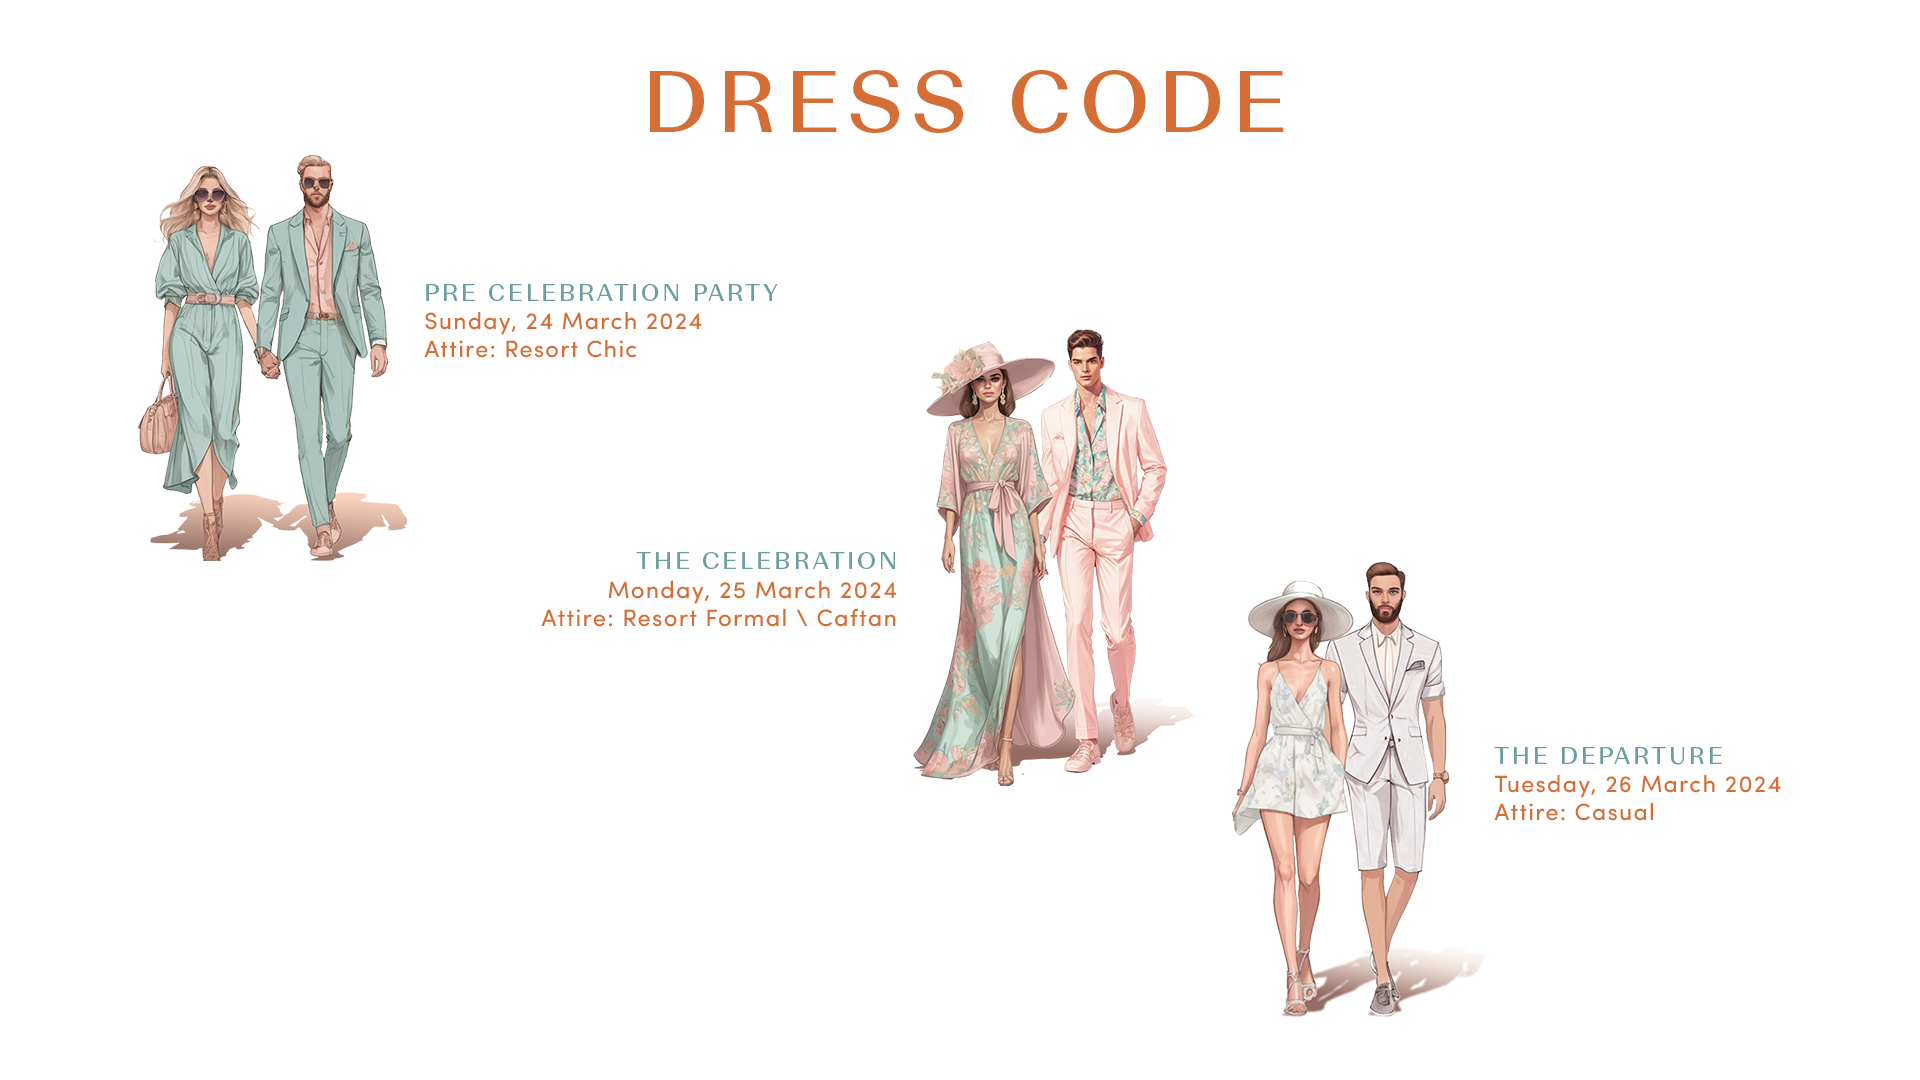 DRESS CODE
PRE CELEBRATION PARTY
Sunday, 24 March 2024
Attire: Resort Chic
THE CELEBRATION
Monday, 25 March 2024
Attire: Resort Formal \ Caftan
THE DEPARTURE
Tuesday, 26 March 2024
Attire: Casual